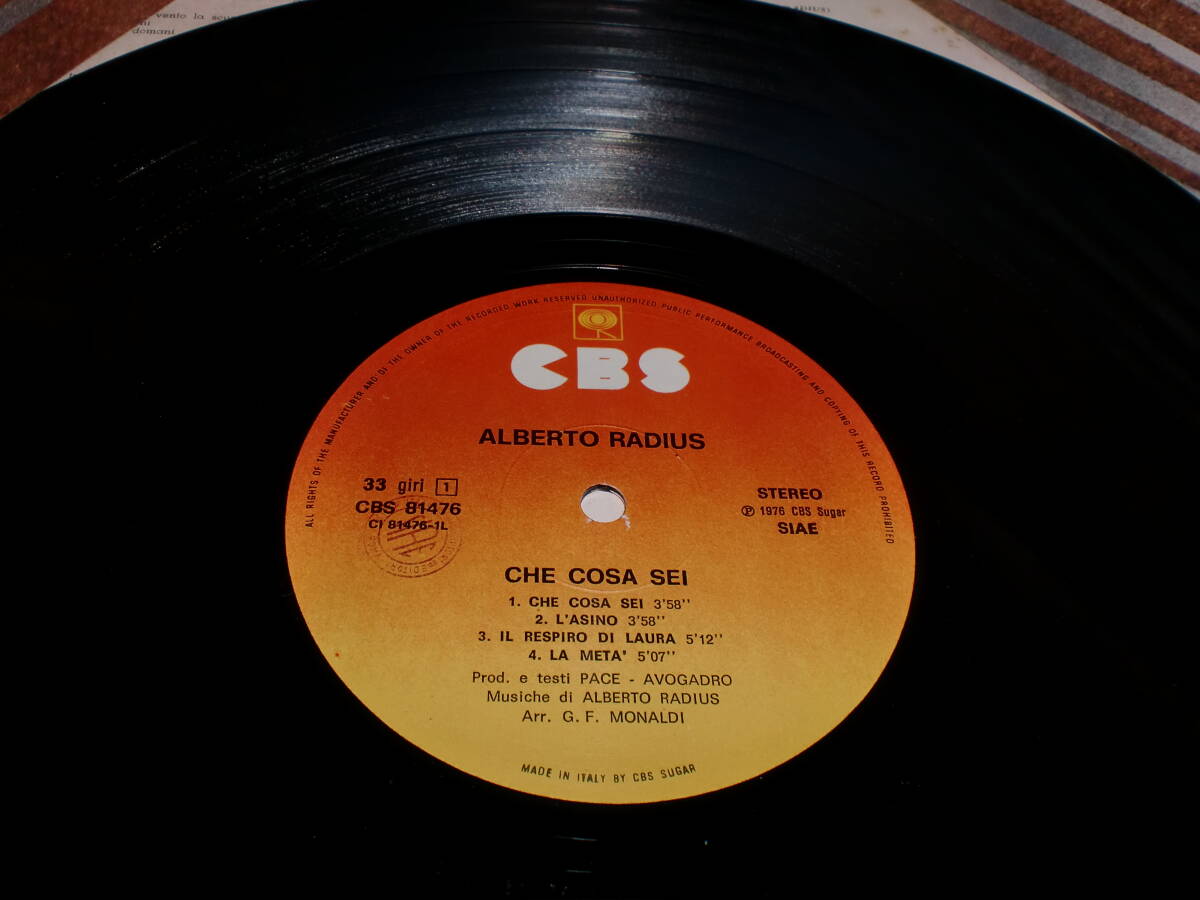 vento la scu
domani
ALL RIGHTS OF THE MANUFACTURER AND OF THE OWNER OF THE RECORDED WORK RESERVED UNAUTHORIZED PUBLIC PERFORMANCE BROADCASTING AND COPYING OF THIS RECORD PROHIBITED
CBS
ALBERTO RADIUS
33 giri 1
CBS 81476
CI 81476-1L
STEREO
Ⓟ 1976 CBS Sugar
SIAE
CHE COSA SEI
1. CHE COSA SEI 3'58''
2. L'ASINO 3'58''
3. IL RESPIRO DI LAURA 5'12''
4. LA META' 5'07''
Prod. e testi PACE - AVOGADRO
Musiche di ALBERTO RADIUS
Arr. G. F. MONALDI
MADE IN ITALY BY CBS SUGAR